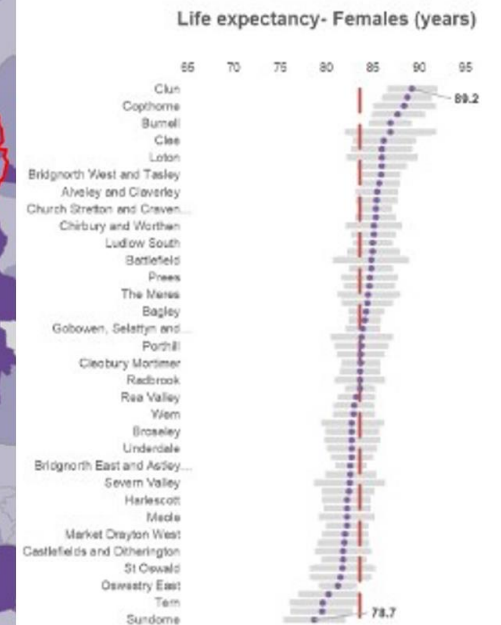 Life expectancy- Females (years)
65 70 75 80 85 90 95
Clun
89.2
Copthorne
Burnell
Clee
Loton
Bridgnorth West and Tasley
Alveley and Claverley
Church Stretton and Craven...
Chirbury and Worthen
Ludlow South
Battlefield
Prees
The Meres
Bagley
Gobowen, Selattyn and...
Porthill
Cleobury Mortimer
Radbrook
Rea Valley
Wem
Broseley
Underdale
Bridgnorth East and Astley...
Severn Valley
Harlescott
Meole
Market Drayton West
Castlefields and Ditherington
St Oswald
Oswestry East
Tern
Sundorne
78.7